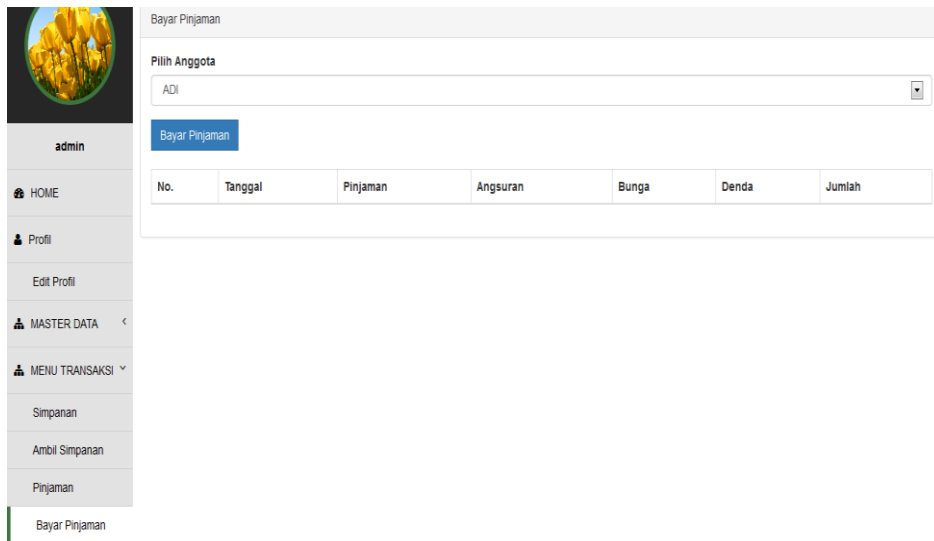 Bayar Pinjaman
Pilih Anggota
ADI
Bayar Pinjaman
No. Tanggal Pinjaman Angsuran Bunga Denda Jumlah
admin
HOME
Profil
Edit Profil
MASTER DATA
MENU TRANSAKSI
Simpanan
Ambil Simpanan
Pinjaman
Bayar Pinjaman